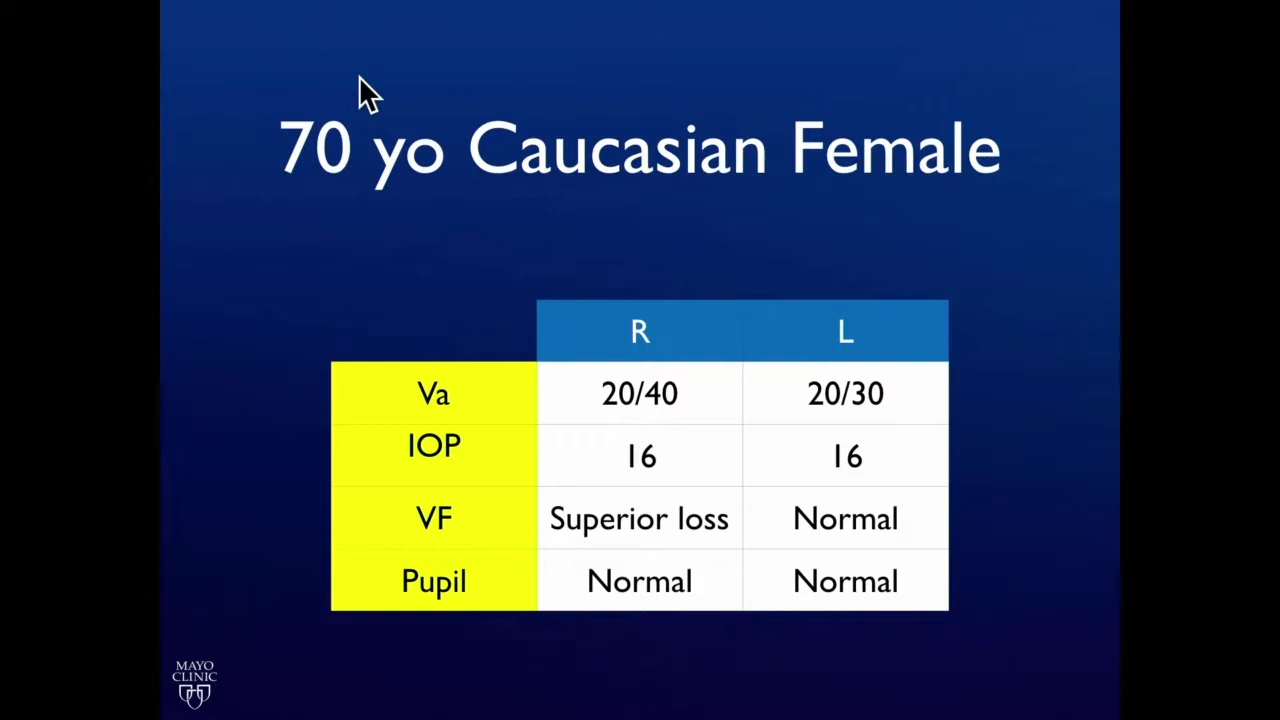 70 yo Caucasian Female
R L
Va 20/40 20/30
IOP 16 16
VF Superior loss Normal
Pupil Normal Normal
MAYO
CLINIC